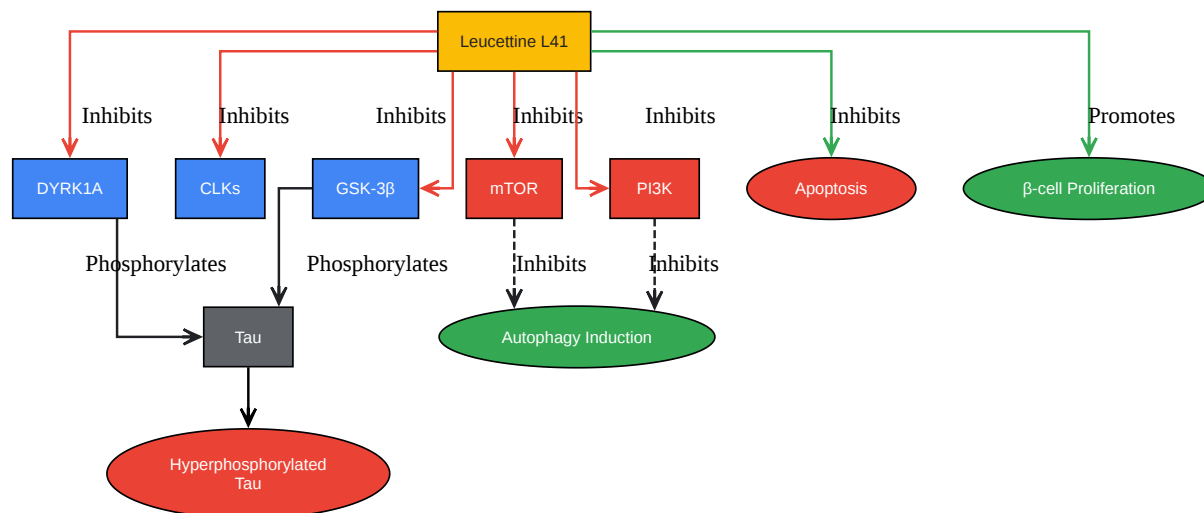 Leucettine L41
Inhibits
Inhibits
Inhibits
Inhibits
Inhibits
Inhibits
Promotes
DYRK1A
CLKs
GSK-3β
mTOR
PI3K
Apoptosis
β-cell Proliferation
Phosphorylates
Phosphorylates
Inhibits
Inhibits
Tau
Autophagy Induction
Hyperphosphorylated
Tau